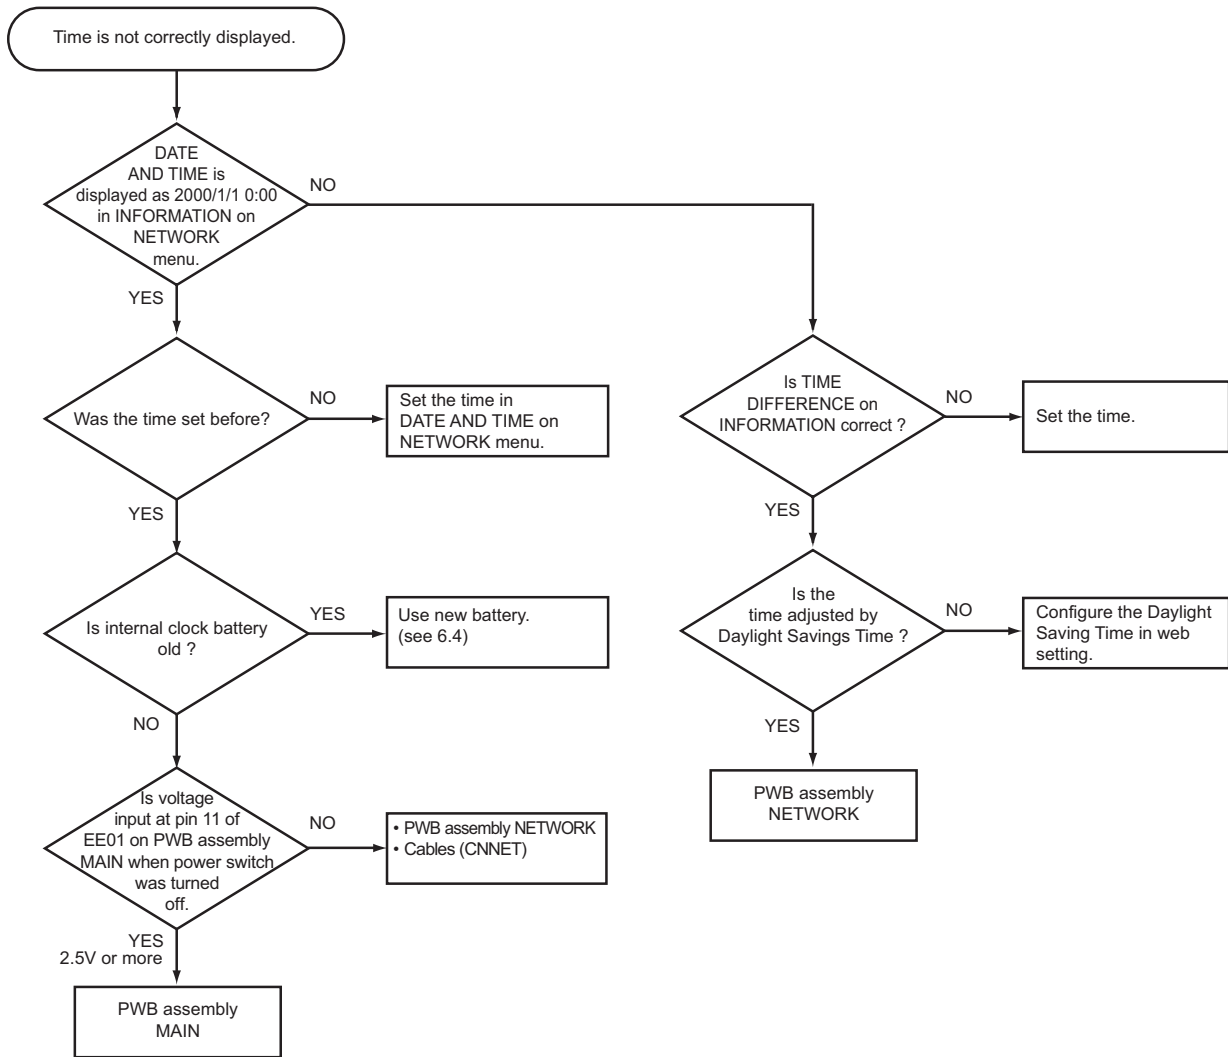 Time is not correctly displayed.
DATE
AND TIME is
displayed as 2000/1/1 0:00
in INFORMATION on
NETWORK
menu.
NO
YES
Was the time set before?
NO
Set the time in
DATE AND TIME on
NETWORK menu.
YES
Is internal clock battery
old ?
YES
Use new battery.
(see 6.4)
NO
Is voltage
input at pin 11 of
EE01 on PWB assembly
MAIN when power switch
was turned
off.
NO
• PWB assembly NETWORK
• Cables (CNNET)
YES
2.5V or more
PWB assembly
MAIN
Is TIME
DIFFERENCE on
INFORMATION correct ?
NO
Set the time.
YES
Is the
time adjusted by
Daylight Savings Time ?
NO
Configure the Daylight
Saving Time in web
setting.
YES
PWB assembly
NETWORK